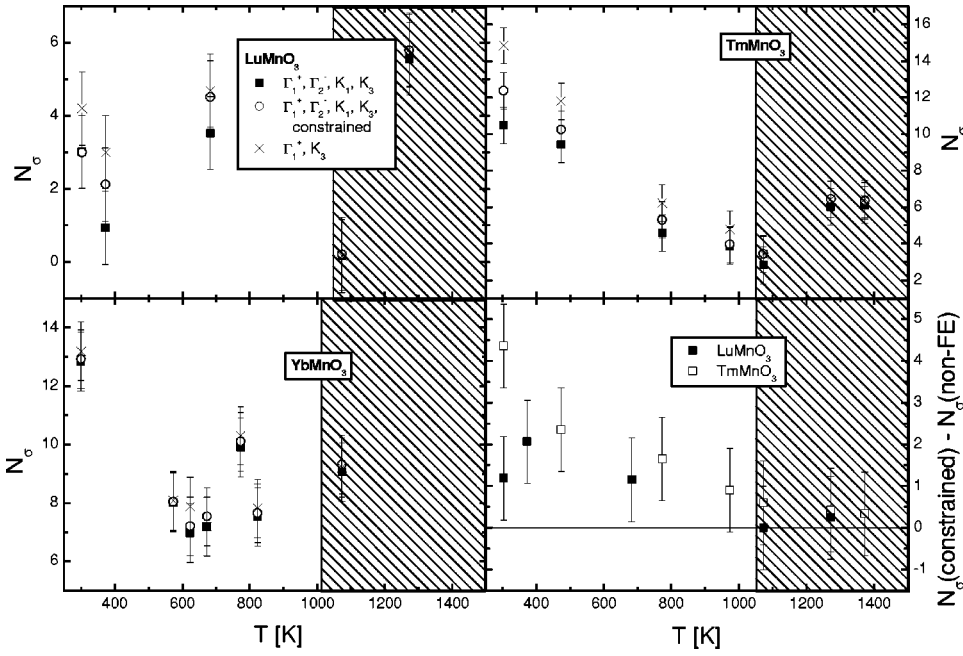 LuMnO3
Γ1+, Γ2-, K1, K3
Γ1+, Γ2-, K1, K3,
constrained
Γ1+, K3
Nσ
6
4
2
0
TmMnO3
16
14
12
10
8
6
4
2
Nσ
YbMnO3
Nσ
14
12
10
8
6
400 600 800 1000 1200 1400
T [K]
LuMnO3
TmMnO3
5
4
3
2
1
0
-1
Nσ(constrained) - Nσ(non-FE)
400 600 800 1000 1200 1400
T [K]